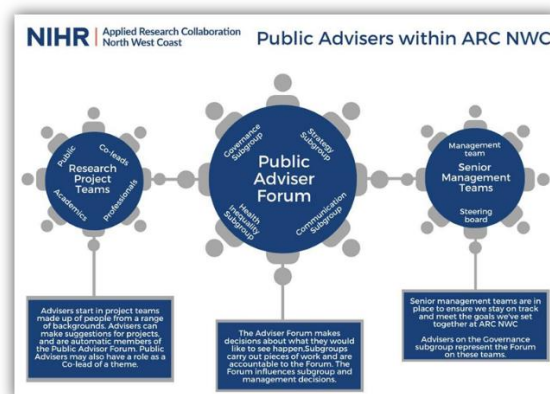 NIHR | Applied Research Collaboration
North West Coast
Public Advisers within ARC NWC
Public
Co-leads
Research
Project
Teams
Academics
Professionals
Governance
Subgroup
Strategy
Subgroup
Public
Adviser
Forum
Health
Inequality
Subgroup
Communication
Subgroup
Management
team
Senior
Management
Teams
Steering
board
Advisers start in project teams
made up of people from a range
of backgrounds. Advisers can
make suggestions for projects,
and are automatic members of
the Public Advisor Forum. Public
Advisers may also have a role as a
Co-lead of a theme.
The Adviser Forum makes
decisions about what they would
like to see happen.Subgroups
carry out pieces of work and are
accountable to the Forum. The
Forum influences subgroup and
management decisions.
Senior management teams are in
place to ensure we stay on track
and meet the goals we've set
together at ARC NWC
Advisers on the Governance
subgroup represent the Forum
on these teams.